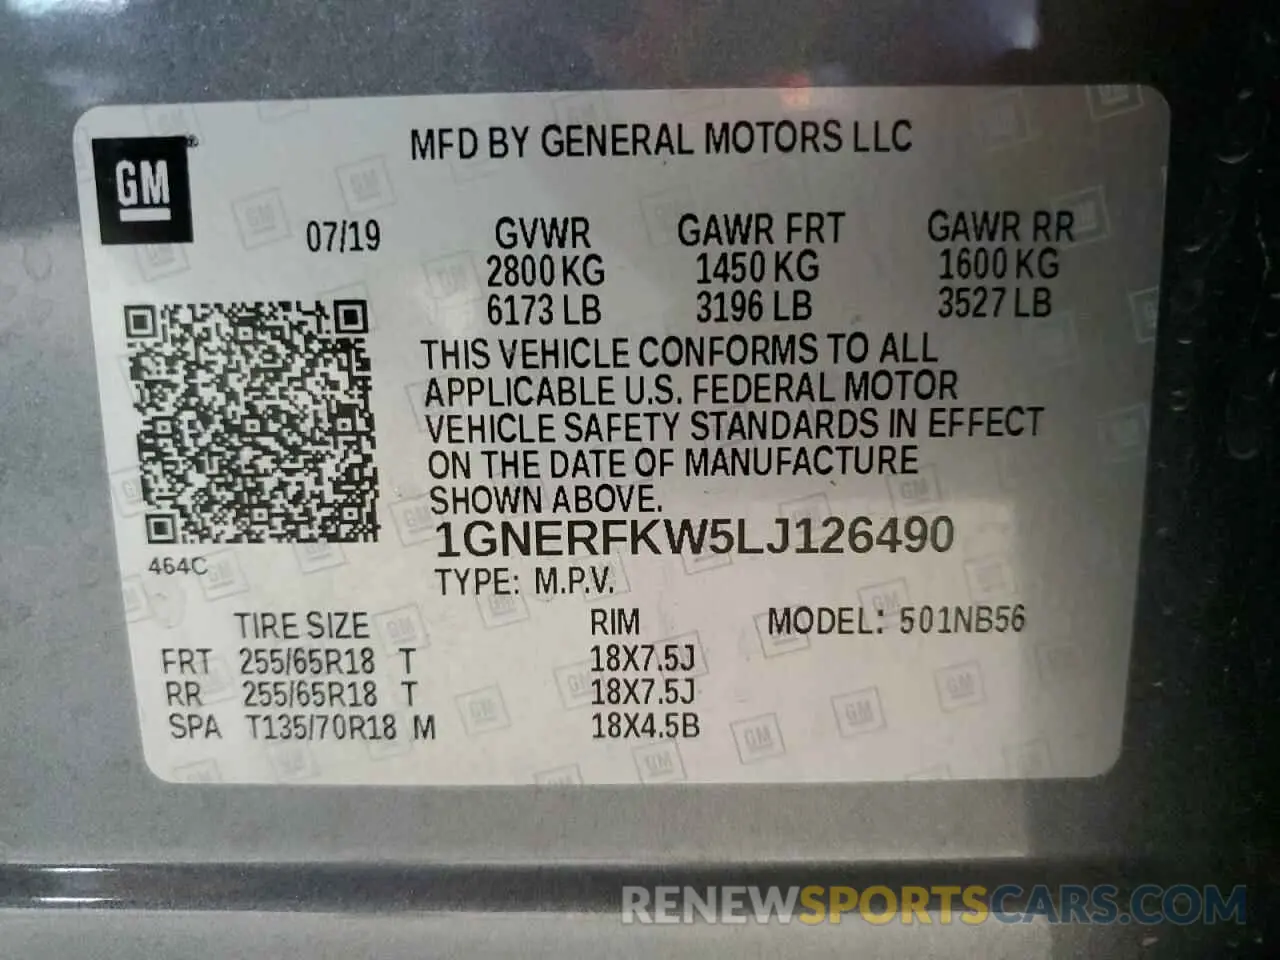 MFD BY GENERAL MOTORS LLC
GM®
07/19
GVWR GAWR FRT GAWR RR
2800 KG 1450 KG 1600 KG
6173 LB 3196 LB 3527 LB
THIS VEHICLE CONFORMS TO ALL
APPLICABLE U.S. FEDERAL MOTOR
VEHICLE SAFETY STANDARDS IN EFFECT
ON THE DATE OF MANUFACTURE
SHOWN ABOVE.
1GNERFKW5LJ126490
464C
TYPE: M.P.V.
TIRE SIZE RIM MODEL: 501NB56
FRT 255/65R18 T 18X7.5J
RR 255/65R18 T 18X7.5J
SPA T135/70R18 M 18X4.5B
RENEWSPORTSCARS.COM